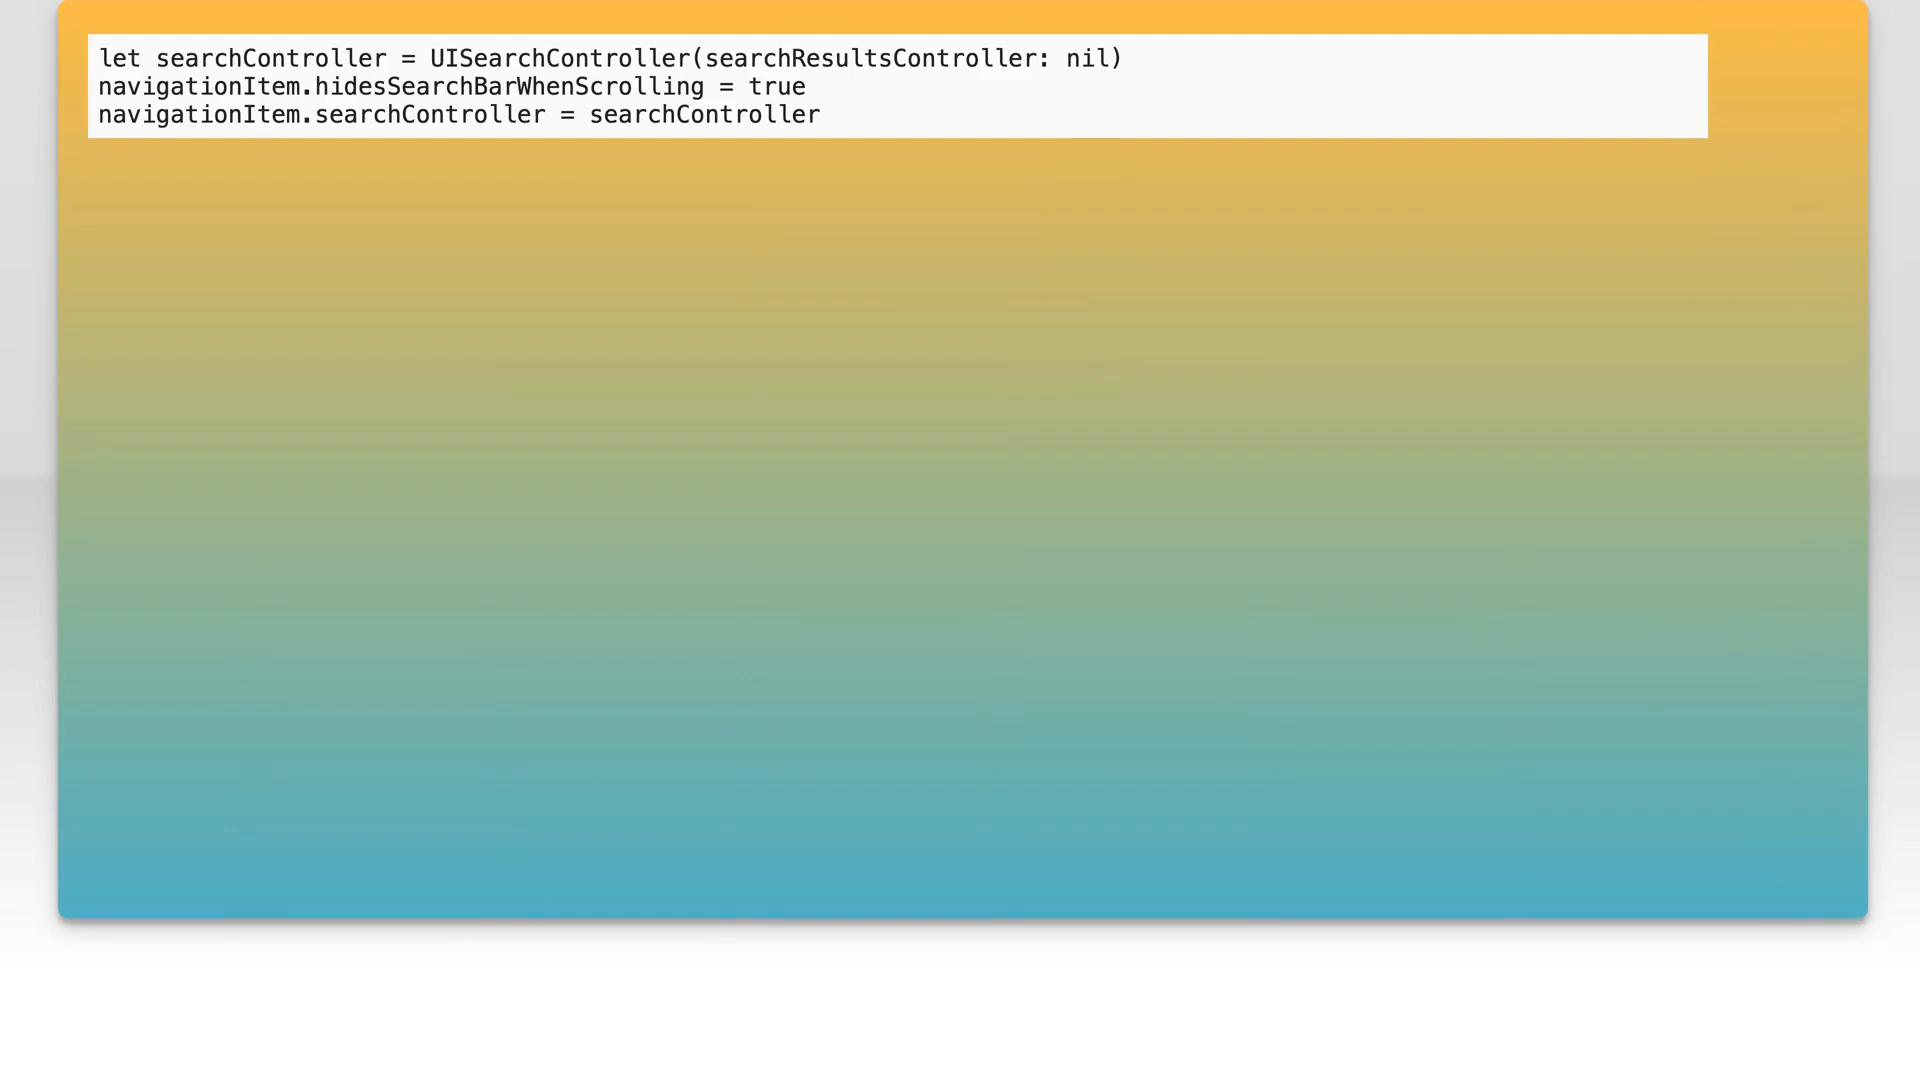 let searchController = UISearchController(searchResultsController: nil)
navigationItem.hidesSearchBarWhenScrolling = true
navigationItem.searchController = searchController